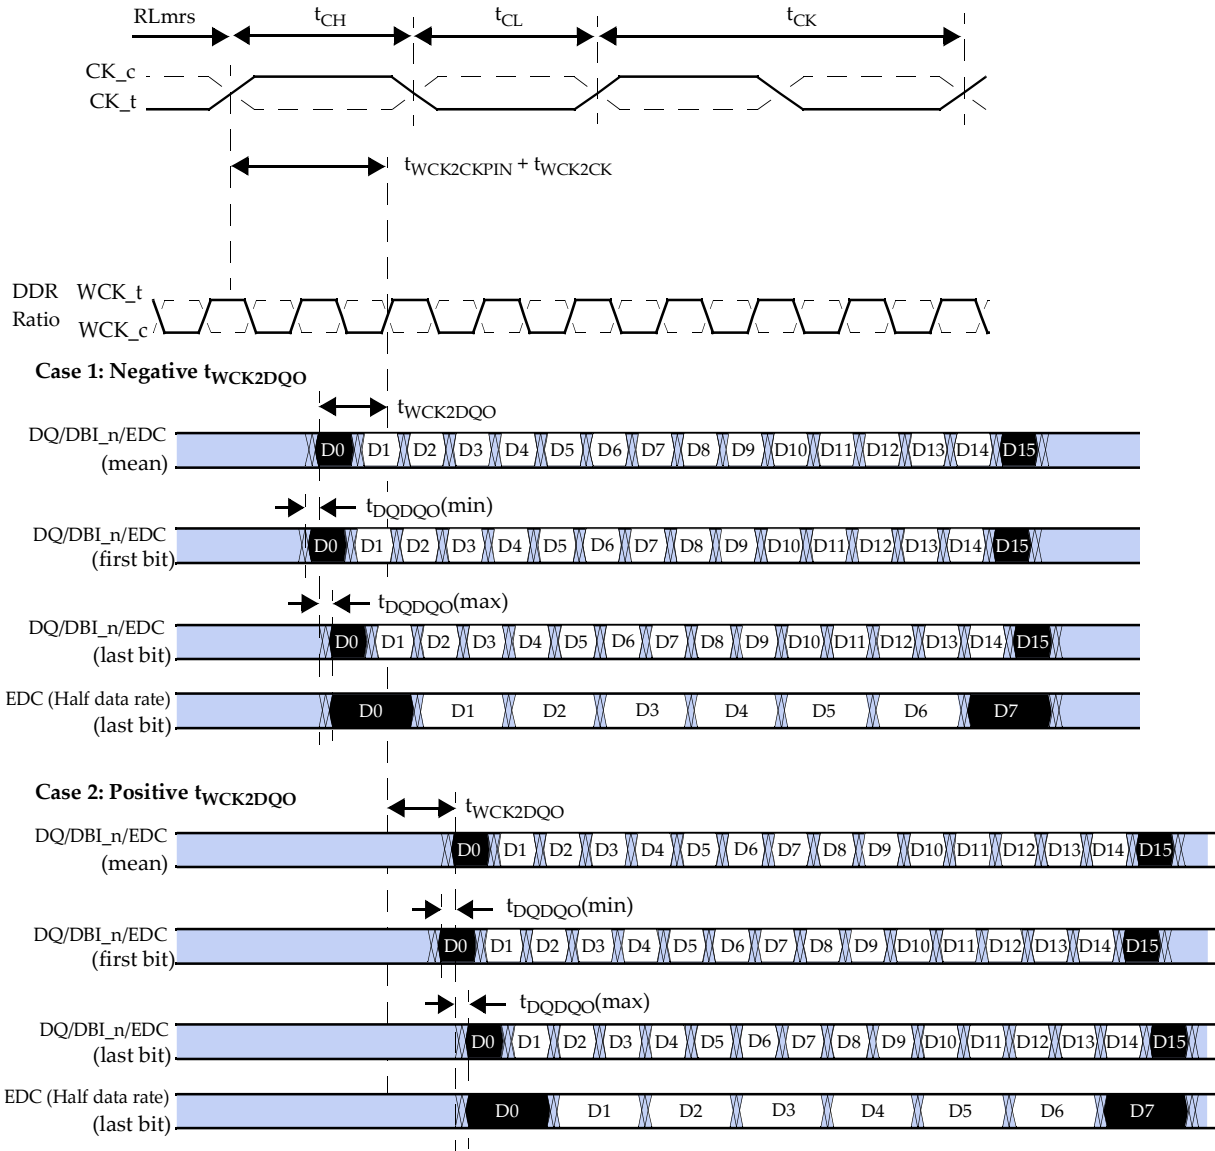 RLmrs tCH tCL tCK
CK_c
CK_t
tWCK2CKPIN + tWCK2CK
DDR WCK_t
Ratio WCK_c
Case 1: Negative tWCK2DQO
tWCK2DQO
DQ/DBI_n/EDC
(mean)
D0 D1 D2 D3 D4 D5 D6 D7 D8 D9 D10 D11 D12 D13 D14 D15
tDQDQO(min)
DQ/DBI_n/EDC
(first bit)
D0 D1 D2 D3 D4 D5 D6 D7 D8 D9 D10 D11 D12 D13 D14 D15
tDQDQO(max)
DQ/DBI_n/EDC
(last bit)
D0 D1 D2 D3 D4 D5 D6 D7 D8 D9 D10 D11 D12 D13 D14 D15
EDC (Half data rate)
(last bit)
D0 D1 D2 D3 D4 D5 D6 D7
Case 2: Positive tWCK2DQO
tWCK2DQO
DQ/DBI_n/EDC
(mean)
D0 D1 D2 D3 D4 D5 D6 D7 D8 D9 D10 D11 D12 D13 D14 D15
tDQDQO(min)
DQ/DBI_n/EDC
(first bit)
D0 D1 D2 D3 D4 D5 D6 D7 D8 D9 D10 D11 D12 D13 D14 D15
tDQDQO(max)
DQ/DBI_n/EDC
(last bit)
D0 D1 D2 D3 D4 D5 D6 D7 D8 D9 D10 D11 D12 D13 D14 D15
EDC (Half data rate)
(last bit)
D0 D1 D2 D3 D4 D5 D6 D7